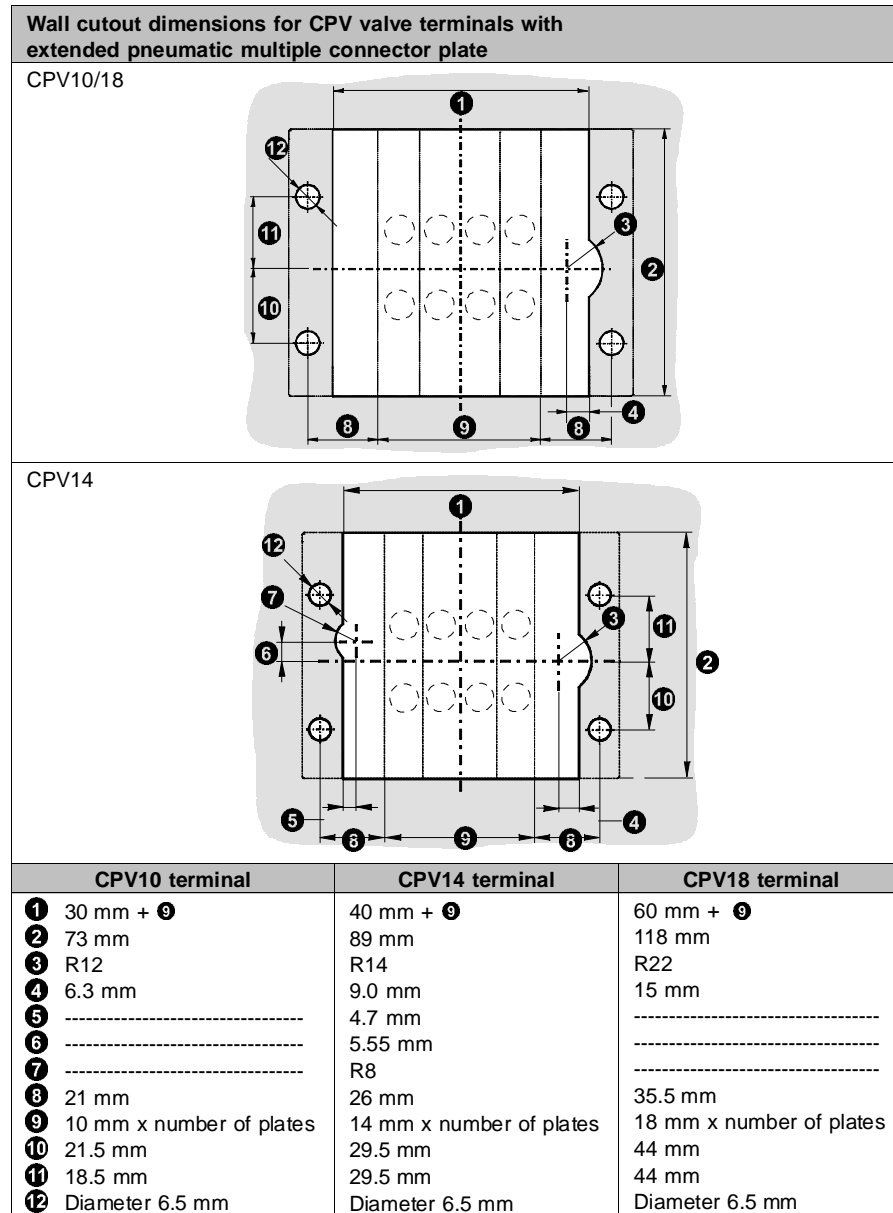 Wall cutout dimensions for CPV valve terminals with
extended pneumatic multiple connector plate
CPV10/18
1
12
11
3
2
10
4
8 9 8
CPV14
1
12
7
3
11
6
2
10
5
4
8 9 8
CPV10 terminal CPV14 terminal CPV18 terminal
1 30 mm + 9 40 mm + 9 60 mm + 9
2 73 mm 89 mm 118 mm
3 R12 R14 R22
4 6.3 mm 9.0 mm 15 mm
5 ---------------------------------- 4.7 mm -----------------------------------
6 ---------------------------------- 5.55 mm -----------------------------------
7 ---------------------------------- R8 -----------------------------------
8 21 mm 26 mm 35.5 mm
9 10 mm x number of plates 14 mm x number of plates 18 mm x number of plates
10 21.5 mm 29.5 mm 44 mm
11 18.5 mm 29.5 mm 44 mm
12 Diameter 6.5 mm Diameter 6.5 mm Diameter 6.5 mm